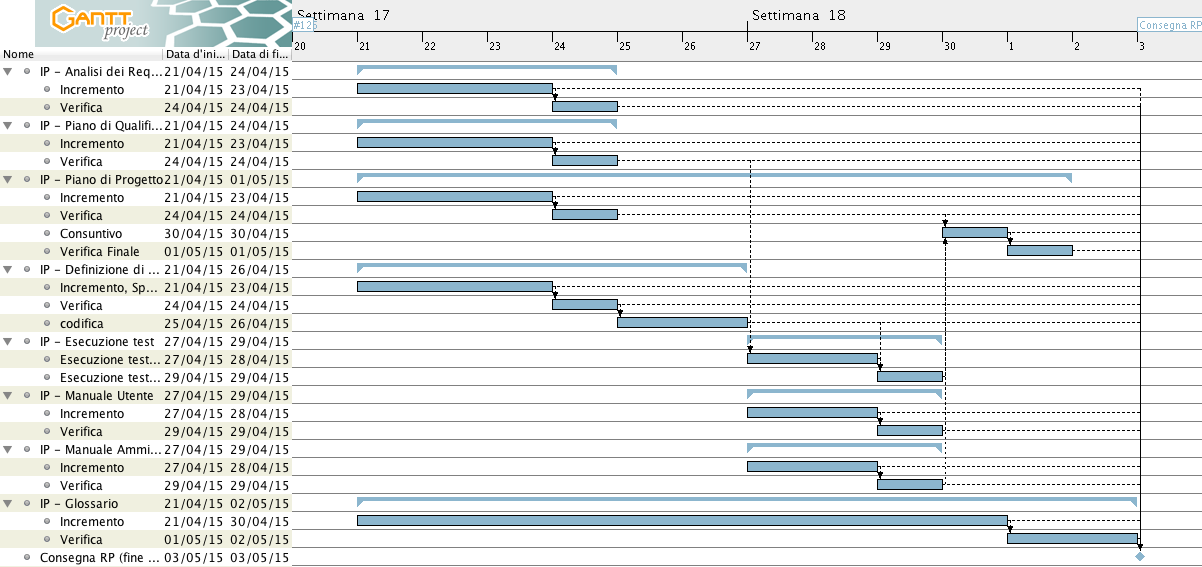 GANTT
project
Settimana 17
Settimana 18
#126
Consegna RP
20 21 22 23 24 25 26 27 28 29 30 1 2 3
Nome Data d'ini... Data di fi...
IP - Analisi dei Req... 21/04/15 24/04/15
Incremento 21/04/15 23/04/15
Verifica 24/04/15 24/04/15
IP - Piano di Qualifi... 21/04/15 24/04/15
Incremento 21/04/15 23/04/15
Verifica 24/04/15 24/04/15
IP - Piano di Progetto 21/04/15 01/05/15
Incremento 21/04/15 23/04/15
Verifica 24/04/15 24/04/15
Consuntivo 30/04/15 30/04/15
Verifica Finale 01/05/15 01/05/15
IP - Definizione di ... 21/04/15 26/04/15
Incremento, Sp... 21/04/15 23/04/15
Verifica 24/04/15 24/04/15
codifica 25/04/15 26/04/15
IP - Esecuzione test 27/04/15 29/04/15
Esecuzione test... 27/04/15 28/04/15
Esecuzione test... 29/04/15 29/04/15
IP - Manuale Utente 27/04/15 29/04/15
Incremento 27/04/15 28/04/15
Verifica 29/04/15 29/04/15
IP - Manuale Ammi... 27/04/15 29/04/15
Incremento 27/04/15 28/04/15
Verifica 29/04/15 29/04/15
IP - Glossario 21/04/15 02/05/15
Incremento 21/04/15 30/04/15
Verifica 01/05/15 02/05/15
Consegna RP (fine ... 03/05/15 03/05/15